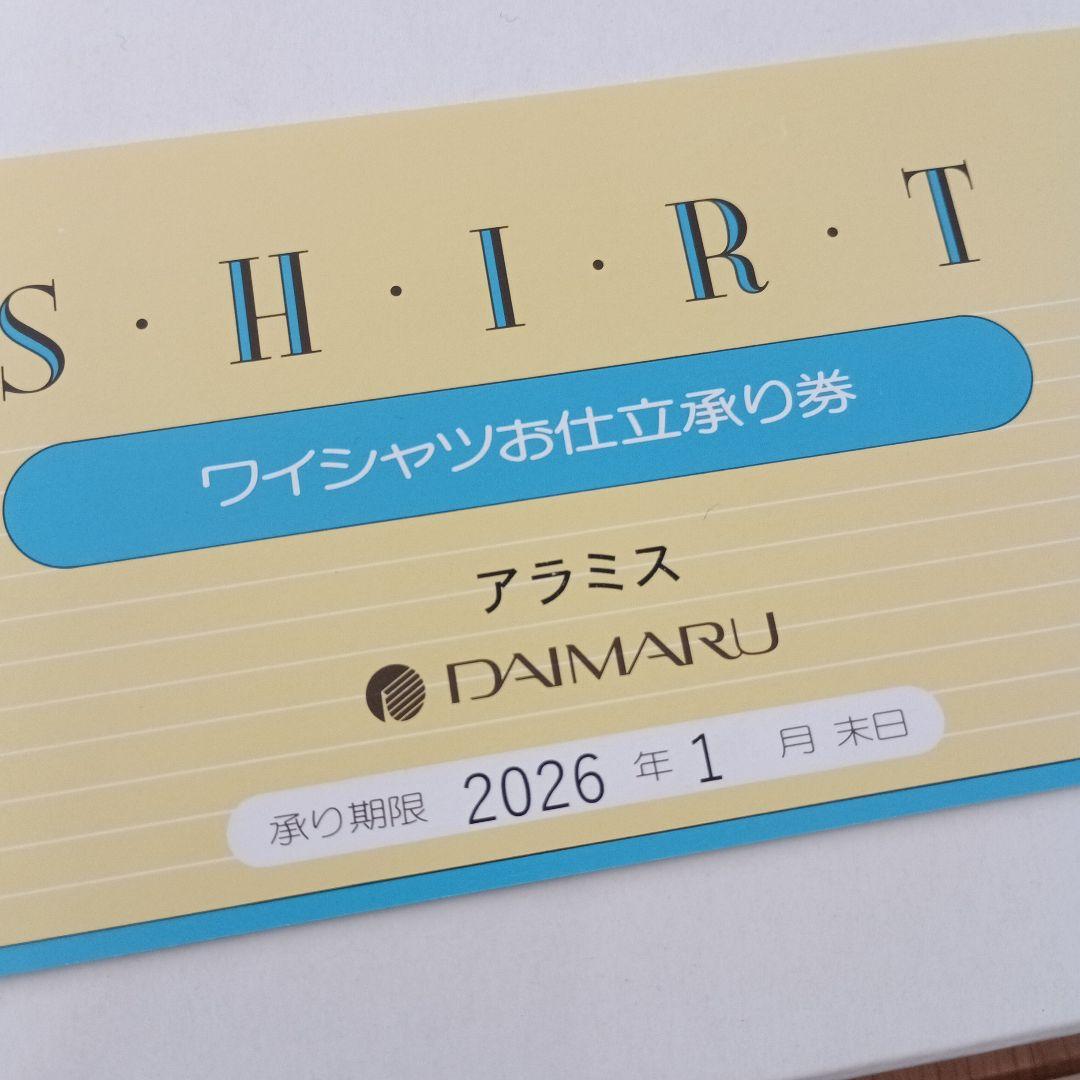 S・H・I・R・T
ワイシャツお仕立承り券
アラミス
DAIMARU
承り期限 2026 年 1 月 末日